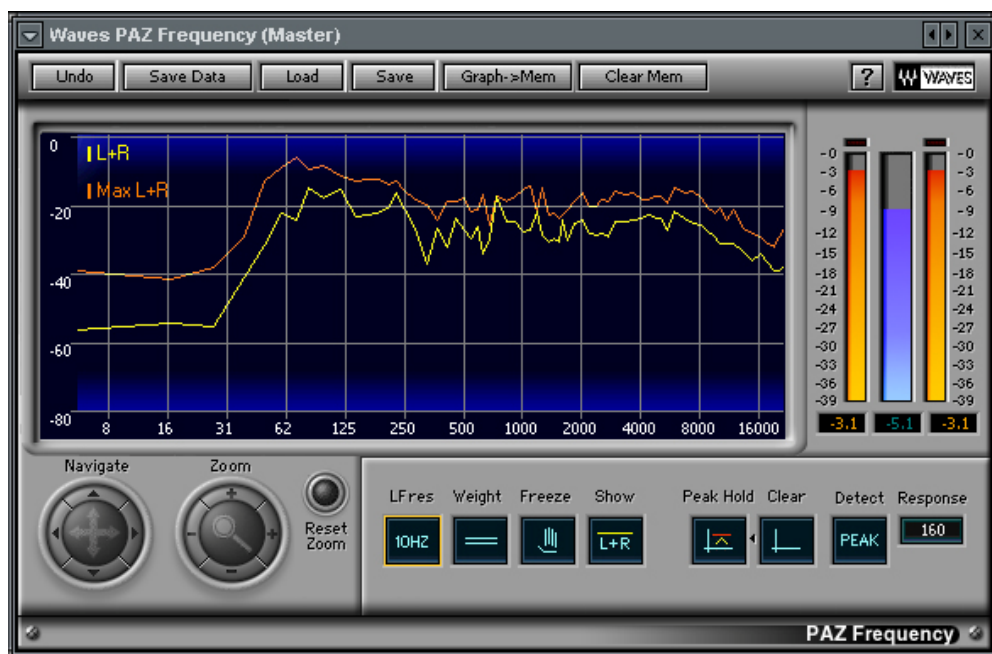 Waves PAZ Frequency (Master)
Undo Save Data Load Save Graph->Mem Clear Mem ? WAVES
0 L+R
Max L+R
-20
-40
-60
-80
8 16 31 62 125 250 500 1000 2000 4000 8000 16000
-0 -0
-3 -3
-6 -6
-9 -9
-12 -12
-15 -15
-18 -18
-21 -21
-24 -24
-27 -27
-30 -30
-33 -33
-36 -36
-39 -39
-3.1 -5.1 -3.1
Navigate Zoom
Reset
Zoom
LFres Weight Freeze Show Peak Hold Clear Detect Response
10HZ L+R PEAK 160
PAZ Frequency